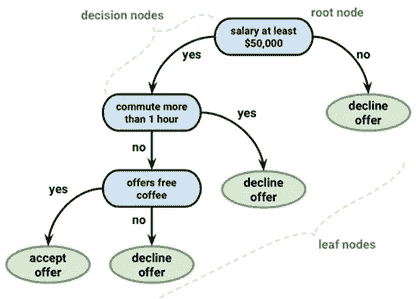 decision nodes
root node
salary at least
$50,000
yes
no
decline
offer
commute more
than 1 hour
yes
no
decline
offer
offers free
coffee
yes
no
leaf nodes
accept
offer
decline
offer